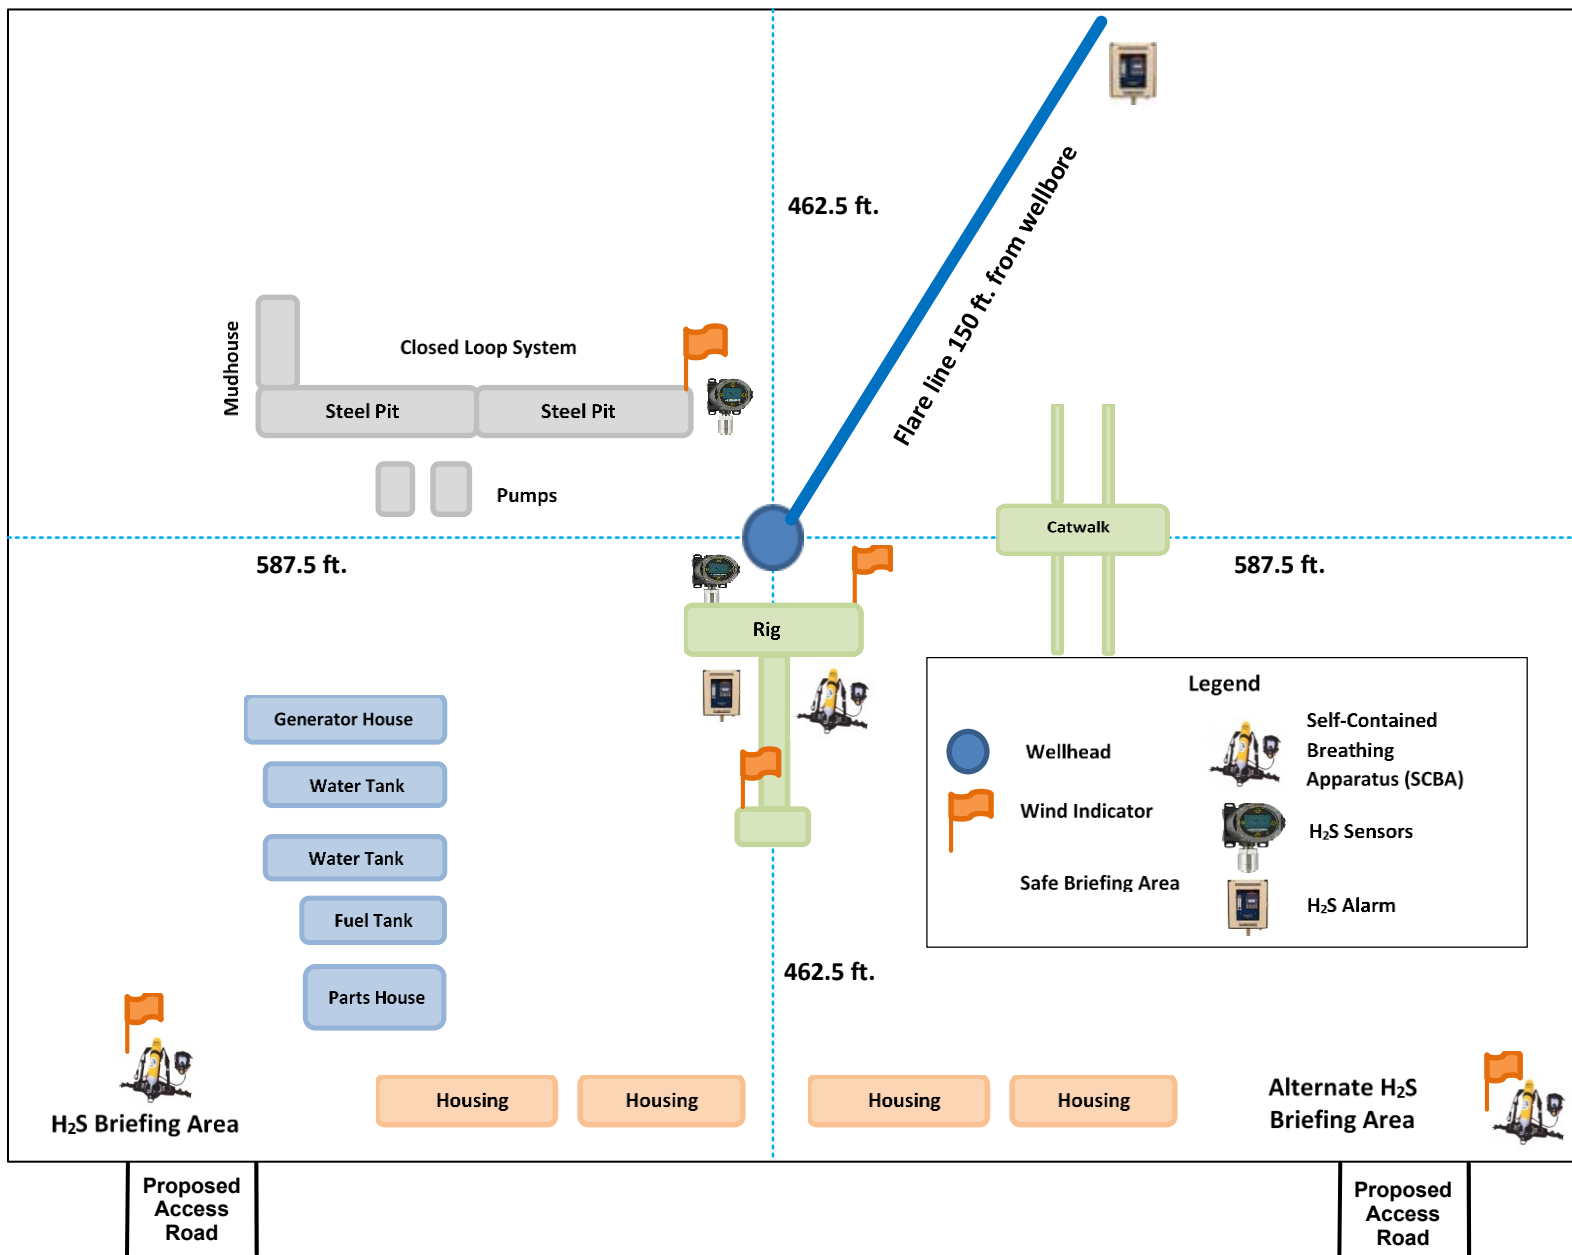 462.5 ft.
Flare line 150 ft. from wellbore
Mudhouse
Closed Loop System
Steel Pit
Steel Pit
Pumps
Catwalk
587.5 ft.
587.5 ft.
Rig
Legend
Wellhead
Self-Contained
Breathing
Apparatus (SCBA)
Wind Indicator
H₂S Sensors
Safe Briefing Area
H₂S Alarm
Generator House
Water Tank
Water Tank
Fuel Tank
Parts House
462.5 ft.
H₂S Briefing Area
Housing
Housing
Housing
Housing
Alternate H₂S
Briefing Area
Proposed
Access
Road
Proposed
Access
Road